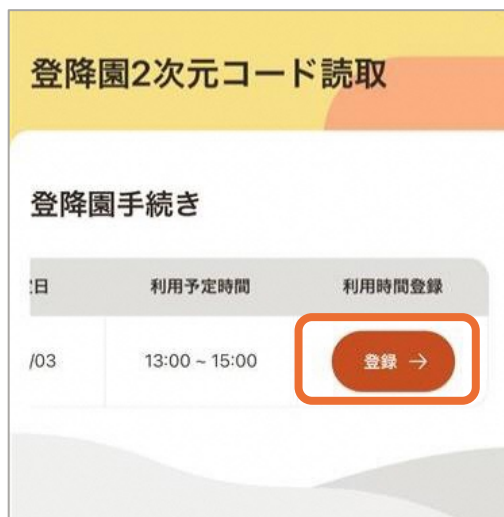 登降園2次元コード読取
登降園手続き
日 利用予定時間 利用時間登録
/03 13:00 ~ 15:00 登録 →